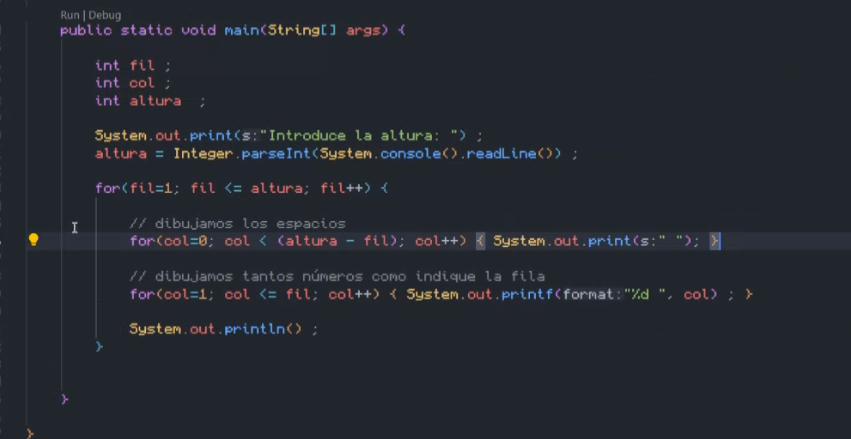 Run | Debug
public static void main(String[] args) {
int fil ;
int col ;
int altura ;
System.out.print(s:"Introduce la altura: ") ;
altura = Integer.parseInt(System.console().readLine()) ;
for(fil=1; fil <= altura; fil++) {
// dibujamos los espacios
for(col=0; col < (altura - fil); col++) { System.out.print(s:" "); }
// dibujamos tantos números como indique la fila
for(col=1; col <= fil; col++) { System.out.printf(format:"%d ", col) ; }
System.out.println() ;
}
}
}